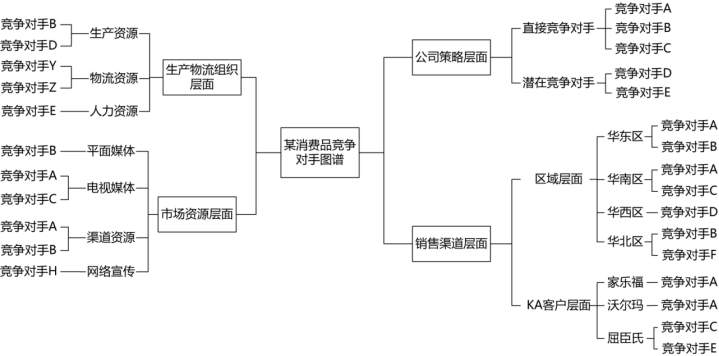 某消费品竞争
对手图谱
生产物流组织
层面
生产资源
竞争对手B
竞争对手D
物流资源
竞争对手Y
竞争对手Z
人力资源
竞争对手E
市场资源层面
平面媒体
竞争对手B
电视媒体
竞争对手A
竞争对手C
渠道资源
竞争对手A
竞争对手B
网络宣传
竞争对手H
公司策略层面
直接竞争对手
竞争对手A
竞争对手B
竞争对手C
潜在竞争对手
竞争对手D
竞争对手E
销售渠道层面
区域层面
华东区
竞争对手A
竞争对手B
华南区
竞争对手A
竞争对手C
华西区
竞争对手D
华北区
竞争对手B
竞争对手F
KA客户层面
家乐福
竞争对手A
沃尔玛
竞争对手A
屈臣氏
竞争对手C
竞争对手E